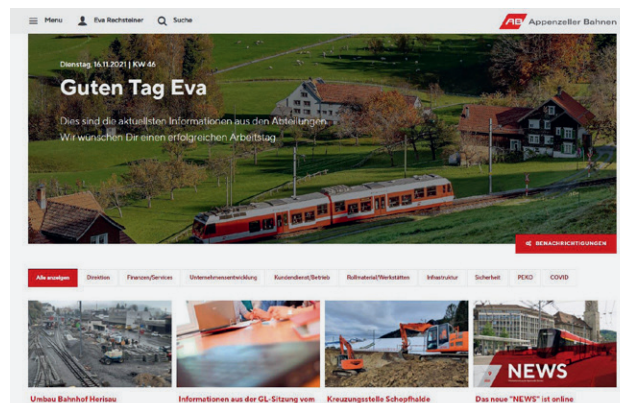 Menu
Eva Rechsteiner
Suche
AB Appenzeller Bahnen
Dienstag, 16.11.2021 | KW 46
Guten Tag Eva
Dies sind die aktuellsten Informationen aus den Abteilungen.
Wir wünschen Dir einen erfolgreichen Arbeitstag
BENACHRICHTIGUNGEN
Alle anzeigen
Direktion
Finanzen/Services
Unternehmensentwicklung
Kundendienst/Betrieb
Rollmaterial/Werkstätten
Infrastruktur
Sicherheit
PEKO
COVID
NEWS
Umbau Bahnhof Herisau
Informationen aus der GL-Sitzung vom
Kreuzungsstelle Schopfhalde
Das neue "NEWS" ist online